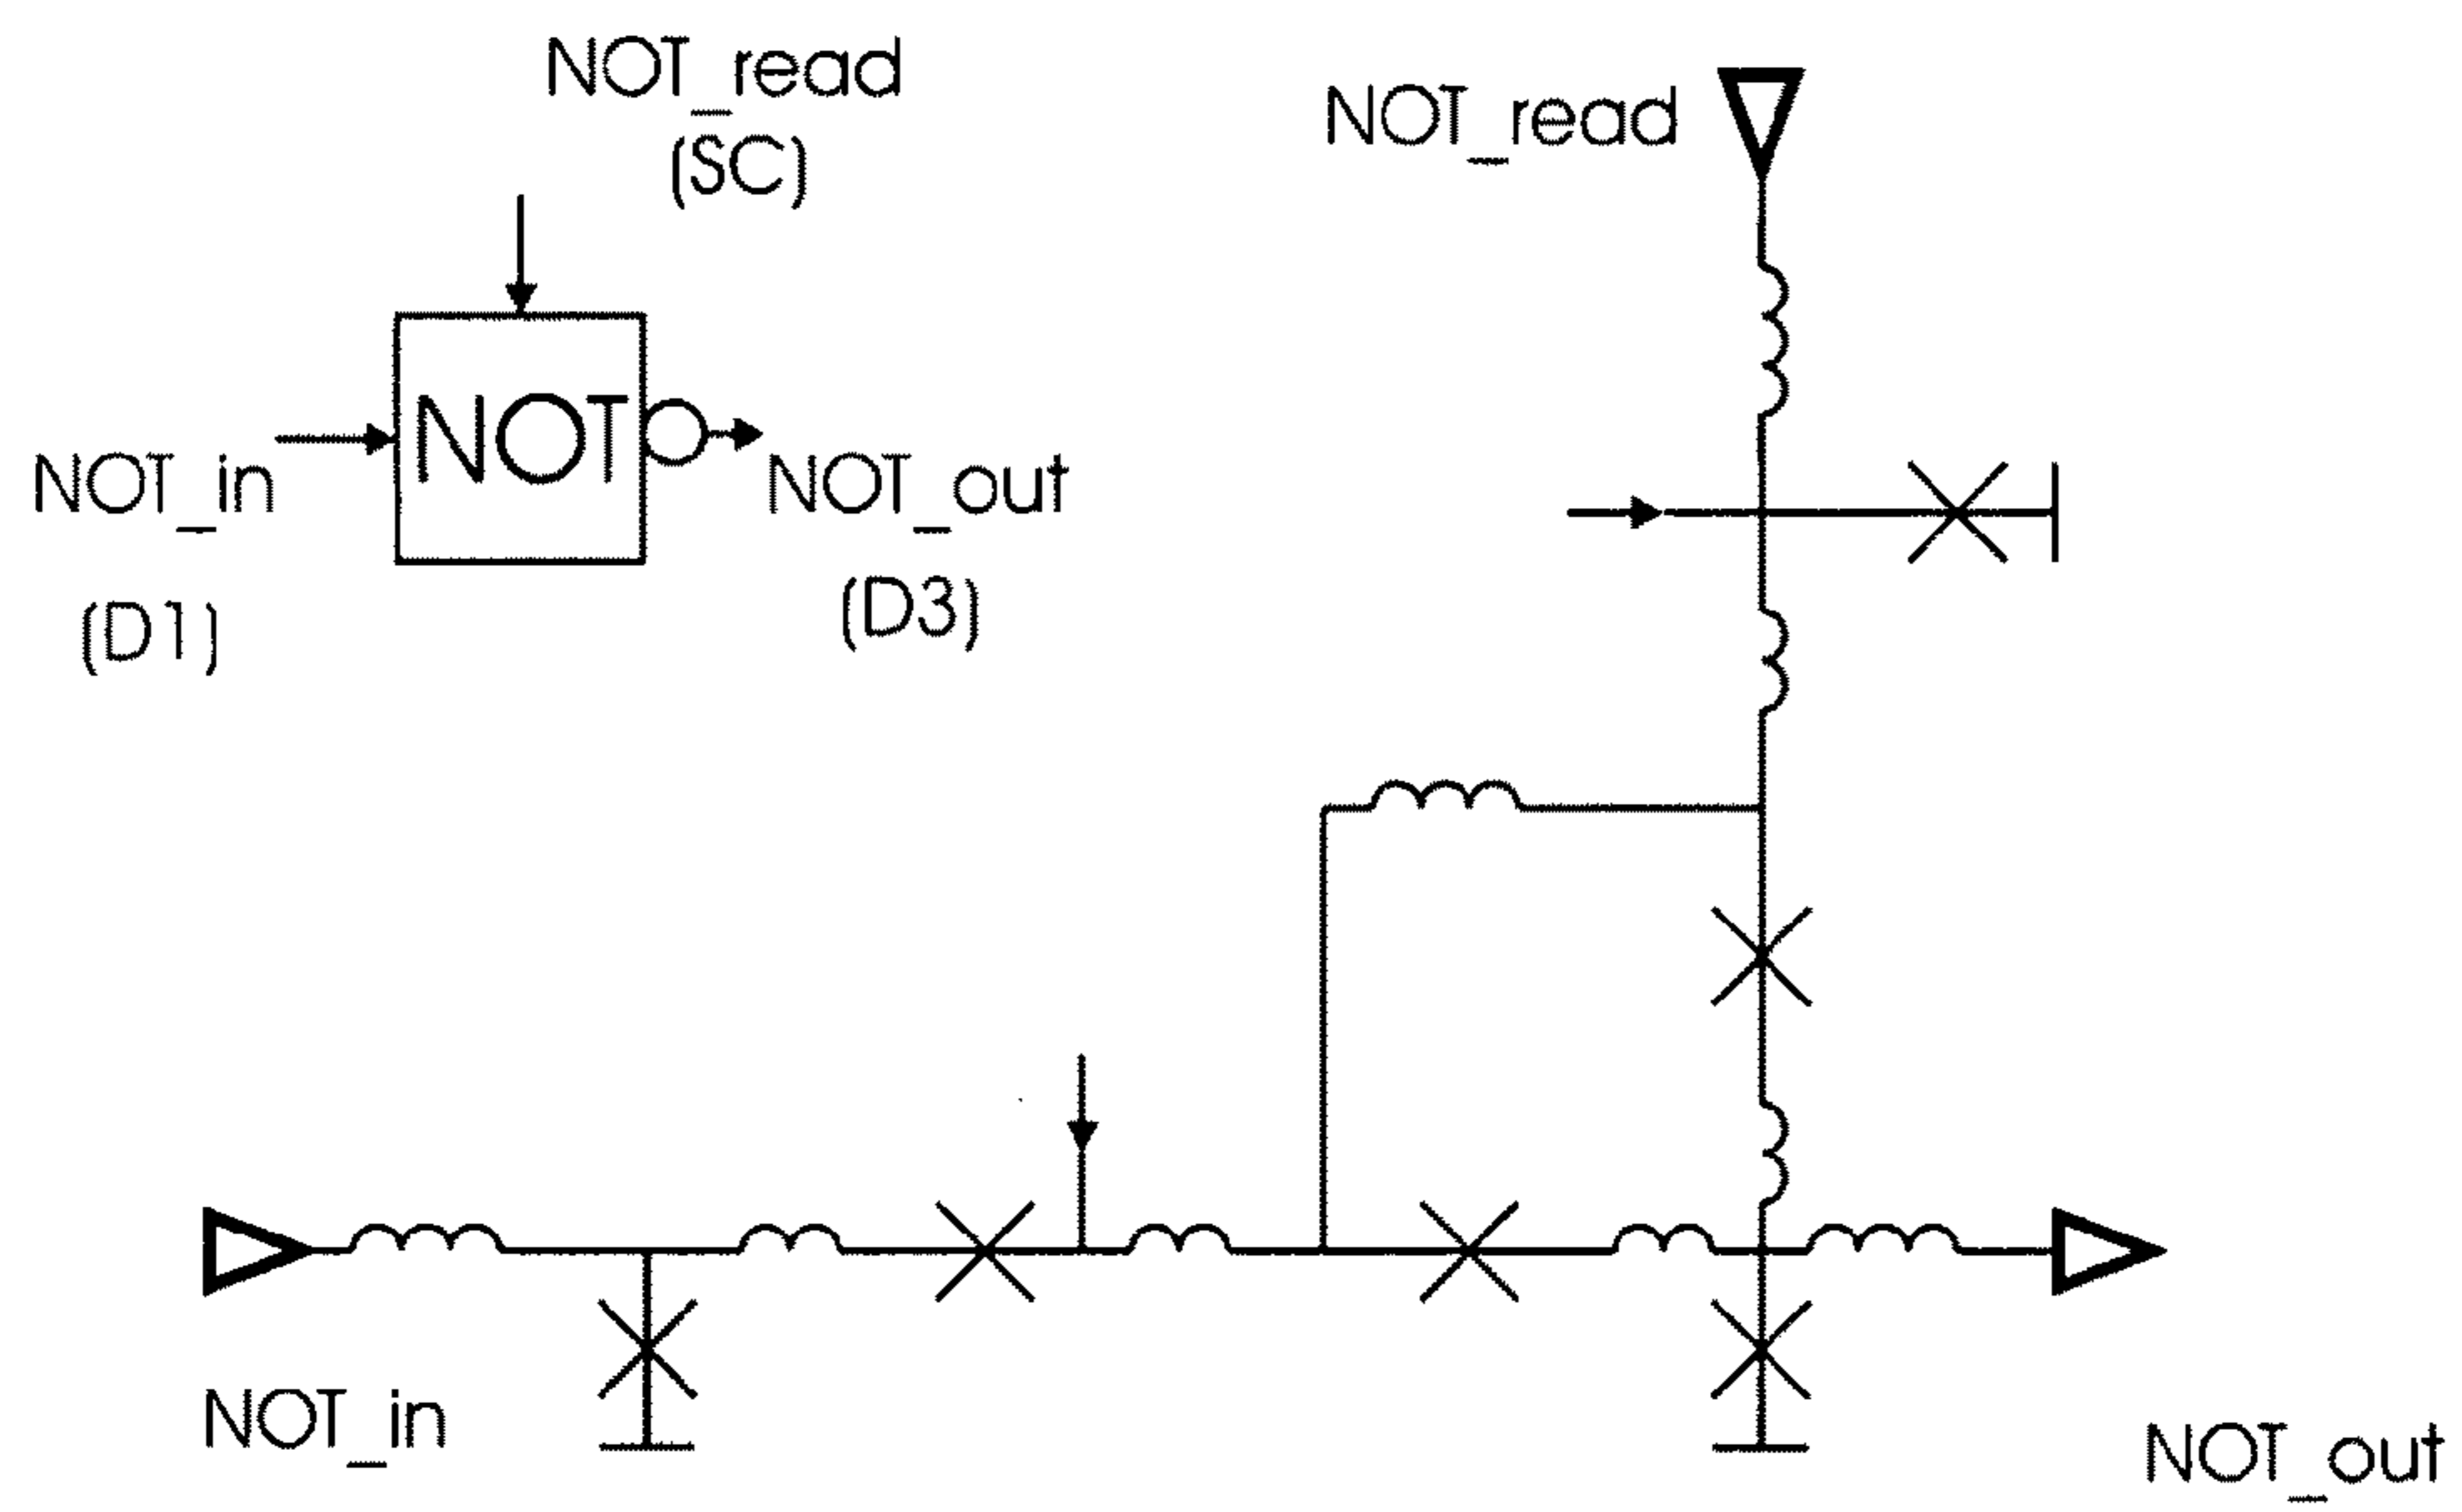 NOT_read
(SC)
NOT_read
NOT
NOT_in
NOT_out
(D1)
(D3)
NOT_in
NOT_out